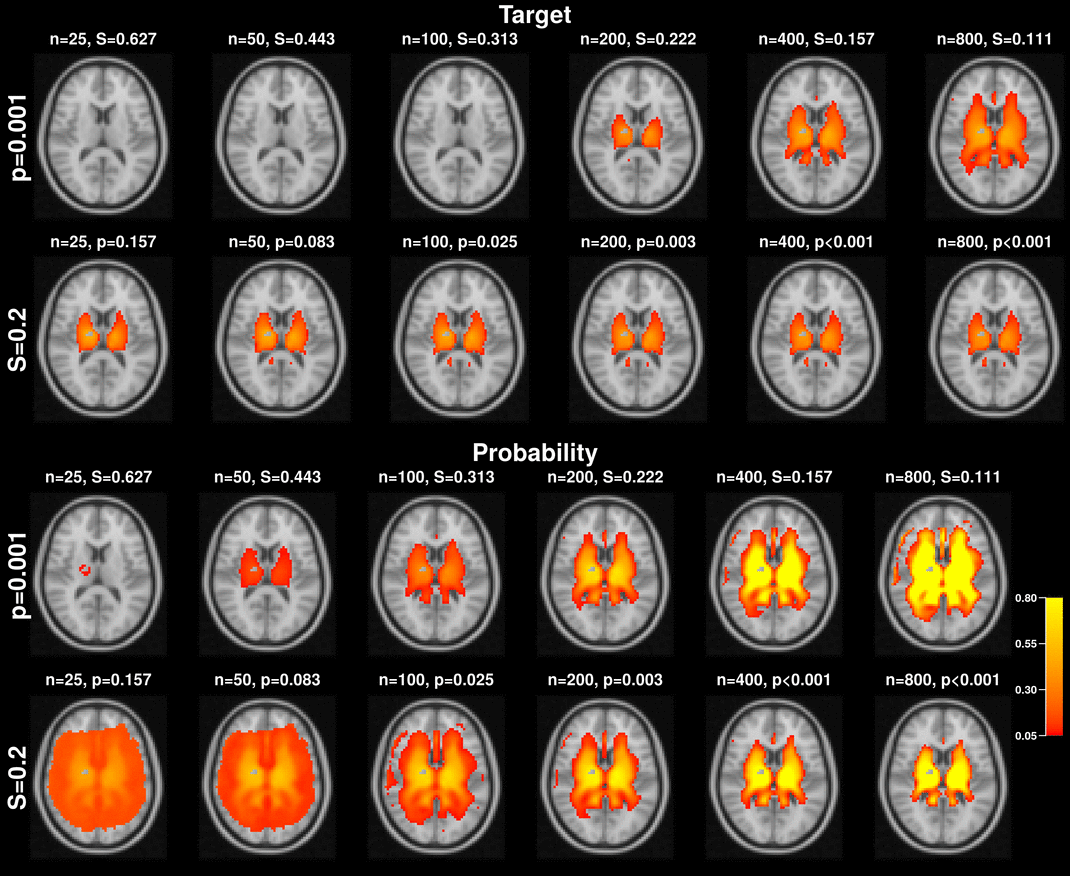 Target
n=25, S=0.627 n=50, S=0.443 n=100, S=0.313 n=200, S=0.222 n=400, S=0.157 n=800, S=0.111
p=0.001
n=25, p=0.157 n=50, p=0.083 n=100, p=0.025 n=200, p=0.003 n=400, p<0.001 n=800, p<0.001
S=0.2
Probability
n=25, S=0.627 n=50, S=0.443 n=100, S=0.313 n=200, S=0.222 n=400, S=0.157 n=800, S=0.111
p=0.001
0.80
0.55
n=25, p=0.157 n=50, p=0.083 n=100, p=0.025 n=200, p=0.003 n=400, p<0.001 n=800, p<0.001
0.30
0.05
S=0.2